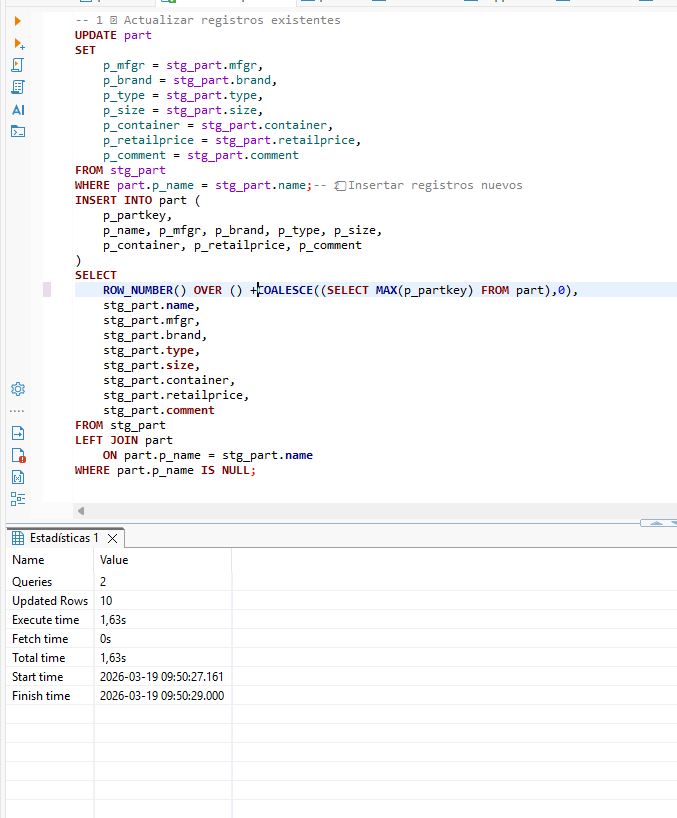 -- 1 Actualizar registros existentes
UPDATE part
SET
p_mfgr = stg_part.mfgr,
p_brand = stg_part.brand,
p_type = stg_part.type,
p_size = stg_part.size,
p_container = stg_part.container,
p_retailprice = stg_part.retailprice,
p_comment = stg_part.comment
FROM stg_part
WHERE part.p_name = stg_part.name;-- 2 Insertar registros nuevos
INSERT INTO part (
p_partkey,
p_name, p_mfgr, p_brand, p_type, p_size,
p_container, p_retailprice, p_comment
)
SELECT
ROW_NUMBER() OVER () +COALESCE((SELECT MAX(p_partkey) FROM part),0),
stg_part.name,
stg_part.mfgr,
stg_part.brand,
stg_part.type,
stg_part.size,
stg_part.container,
stg_part.retailprice,
stg_part.comment
FROM stg_part
LEFT JOIN part
ON part.p_name = stg_part.name
WHERE part.p_name IS NULL;
AI
Estadísticas 1
Name Value
Queries 2
Updated Rows 10
Execute time 1,63s
Fetch time 0s
Total time 1,63s
Start time 2026-03-19 09:50:27.161
Finish time 2026-03-19 09:50:29.000